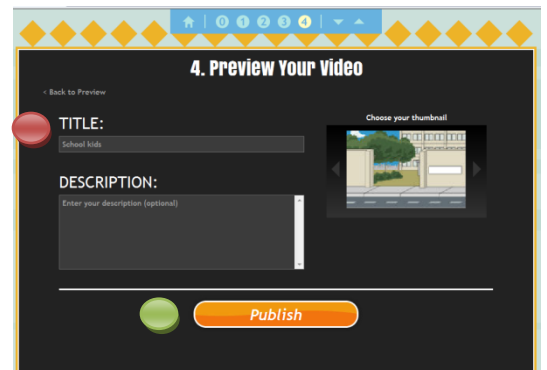 0 1 2 3 4
4. Preview Your Video
< Back to Preview
TITLE:
School kids
Choose your thumbnail
DESCRIPTION:
Enter your description (optional)
Publish